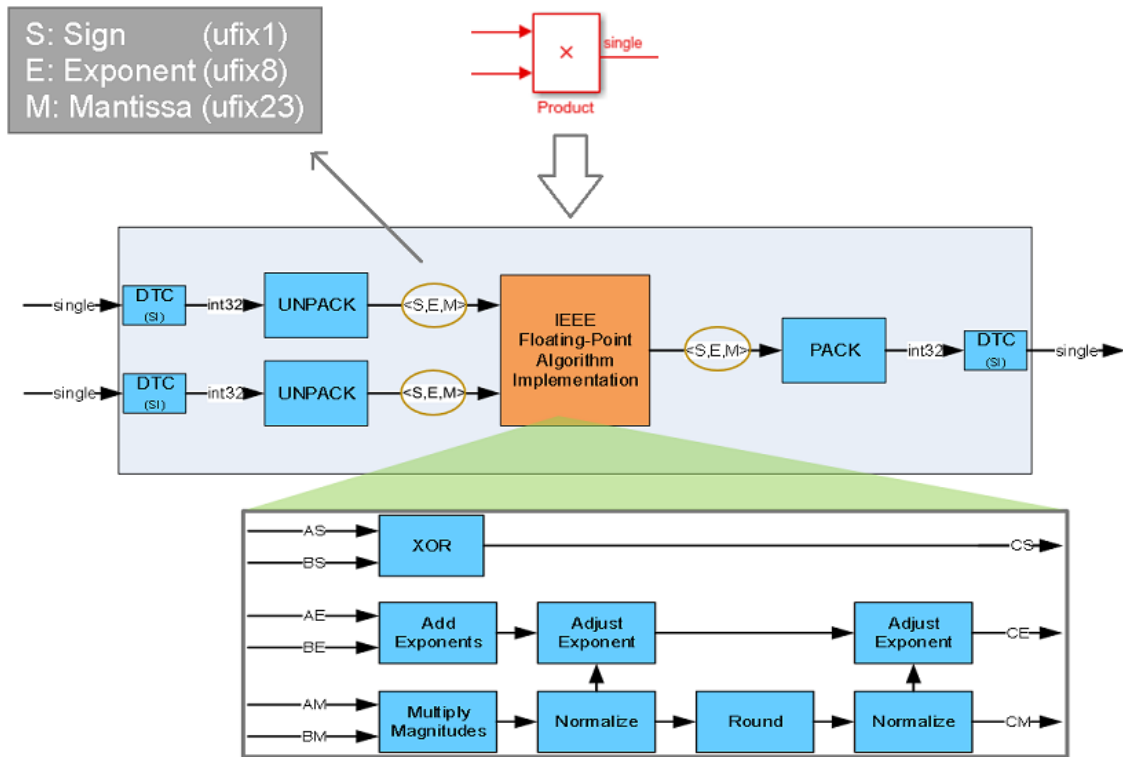 S: Sign (ufix1)
E: Exponent (ufix8)
M: Mantissa (ufix23)
×
single
Product
single
DTC
(SI)
int32
UNPACK
<S,E,M>
single
DTC
(SI)
int32
UNPACK
<S,E,M>
IEEE
Floating-Point
Algorithm
Implementation
<S,E,M>
PACK
int32
DTC
(SI)
single
AS
BS
XOR
CS
AE
BE
Add
Exponents
Adjust
Exponent
Adjust
Exponent
CE
AM
BM
Multiply
Magnitudes
Normalize
Round
Normalize
CM